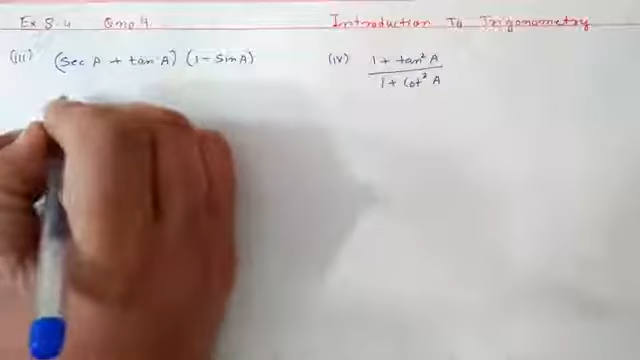 Ex 8.4 Qno 4. Introduction To Trigonometry
(iii) (Sec A + tan A) (1 - Sin A) (iv) 1 + tan² A
1 + Cot² A